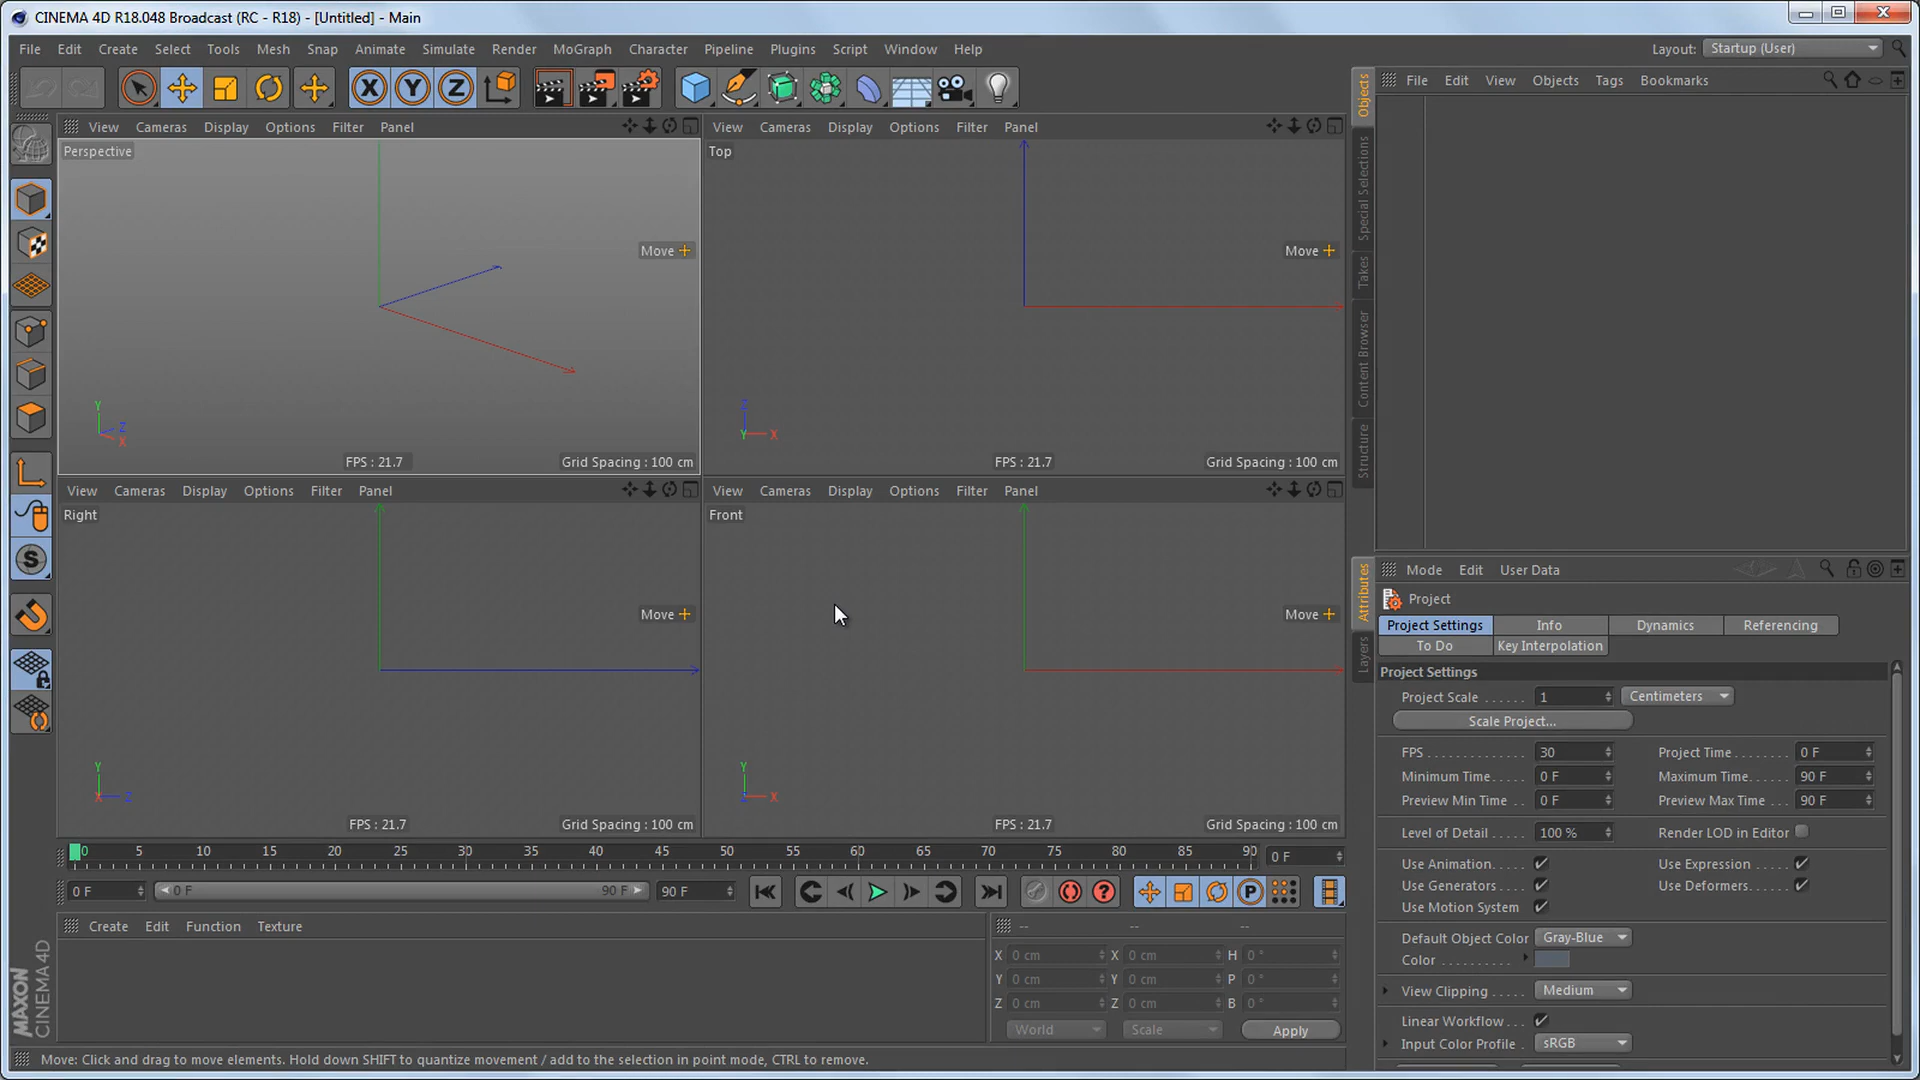 CINEMA 4D R18.048 Broadcast (RC - R18) - [Untitled] - Main
File Edit Create Select Tools Mesh Snap Animate Simulate Render MoGraph Character Pipeline Plugins Script Window Help Layout: Startup (User)
X Y Z
File Edit View Objects Tags Bookmarks
View Cameras Display Options Filter Panel
View Cameras Display Options Filter Panel
Perspective
Top
Move
Move
Y
Z
X
Z
Y X
FPS : 21.7 Grid Spacing : 100 cm
FPS : 21.7 Grid Spacing : 100 cm
View Cameras Display Options Filter Panel
View Cameras Display Options Filter Panel
Right
Front
Move
Move
Y
X Z
Y
Z X
FPS : 21.7 Grid Spacing : 100 cm
FPS : 21.7 Grid Spacing : 100 cm
S
0 5 10 15 20 25 30 35 40 45 50 55 60 65 70 75 80 85 90 0 F
0 F 0 F 90 F 90 F
? P
Create Edit Function Texture
-- -- --
X 0 cm X 0 cm H 0 °
Y 0 cm Y 0 cm P 0 °
Z 0 cm Z 0 cm B 0 °
World Scale Apply
MAXON
CINEMA 4D
Move: Click and drag to move elements. Hold down SHIFT to quantize movement / add to the selection in point mode, CTRL to remove.
Objects
Special Selections
Takes
Content Browser
Structure
Attributes
Layers
Mode Edit User Data
Project
Project Settings Info Dynamics Referencing
To Do Key Interpolation
Project Settings
Project Scale . . . . . . 1 Centimeters
Scale Project...
FPS . . . . . . . . . . . . . 30 Project Time . . . . . . . 0 F
Minimum Time . . . . . 0 F Maximum Time . . . . . 90 F
Preview Min Time . . 0 F Preview Max Time . . . 90 F
Level of Detail . . . . . . 100 % Render LOD in Editor
Use Animation . . . . . Use Expression . . . . .
Use Generators . . . . Use Deformers . . . . .
Use Motion System
Default Object Color Gray-Blue
Color . . . . . . . . . .
View Clipping . . . . . Medium
Linear Workflow . . .
Input Color Profile . sRGB